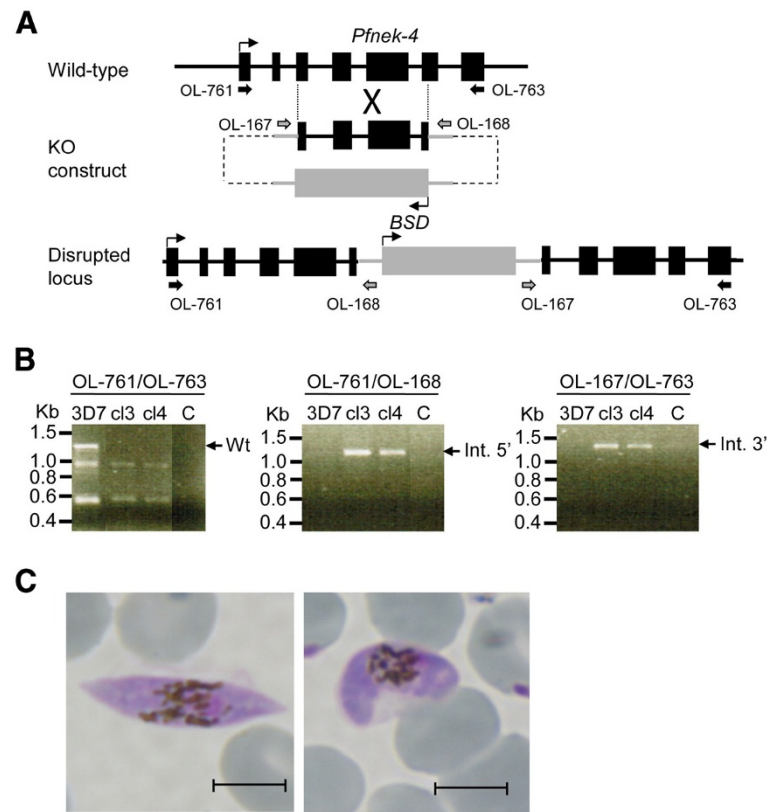 A
Pfnek-4
Wild-type
OL-761
OL-763
X
OL-167
OL-168
KO
construct
BSD
Disrupted
locus
OL-761
OL-168
OL-167
OL-763
B
OL-761/OL-763
OL-761/OL-168
OL-167/OL-763
Kb 3D7 cl3 cl4 C
1.5
1.0
0.8
0.6
0.4
Wt
Kb 3D7 cl3 cl4 C
1.5
1.0
0.8
0.6
0.4
Int. 5’
Kb 3D7 cl3 cl4 C
1.5
1.0
0.8
0.6
0.4
Int. 3’
C